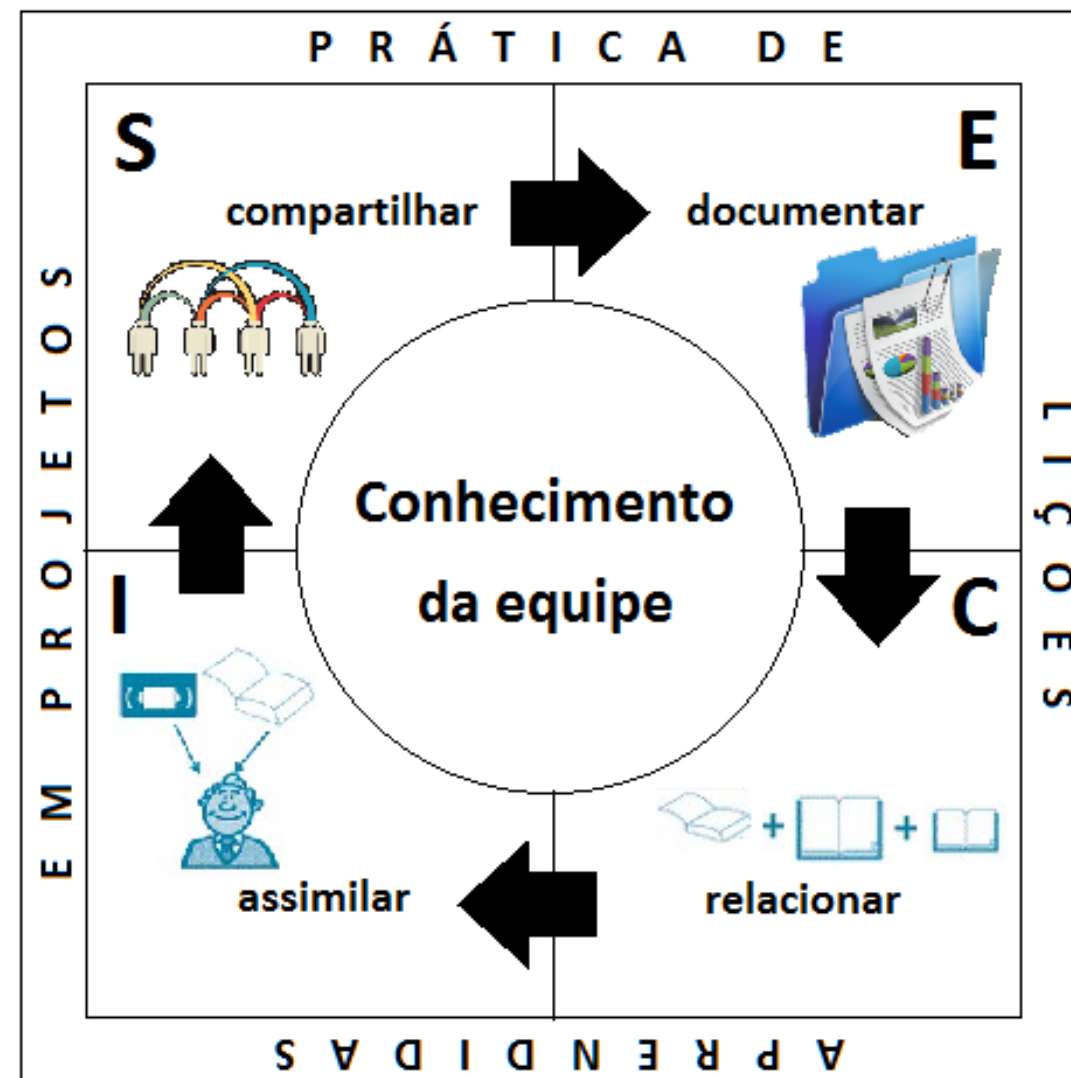 PRÁTICA DE
LIÇÕES
APRENDIDAS
EM PROJETOS
S
compartilhar
E
documentar
Conhecimento
da equipe
I
assimilar
C
+ +
relacionar